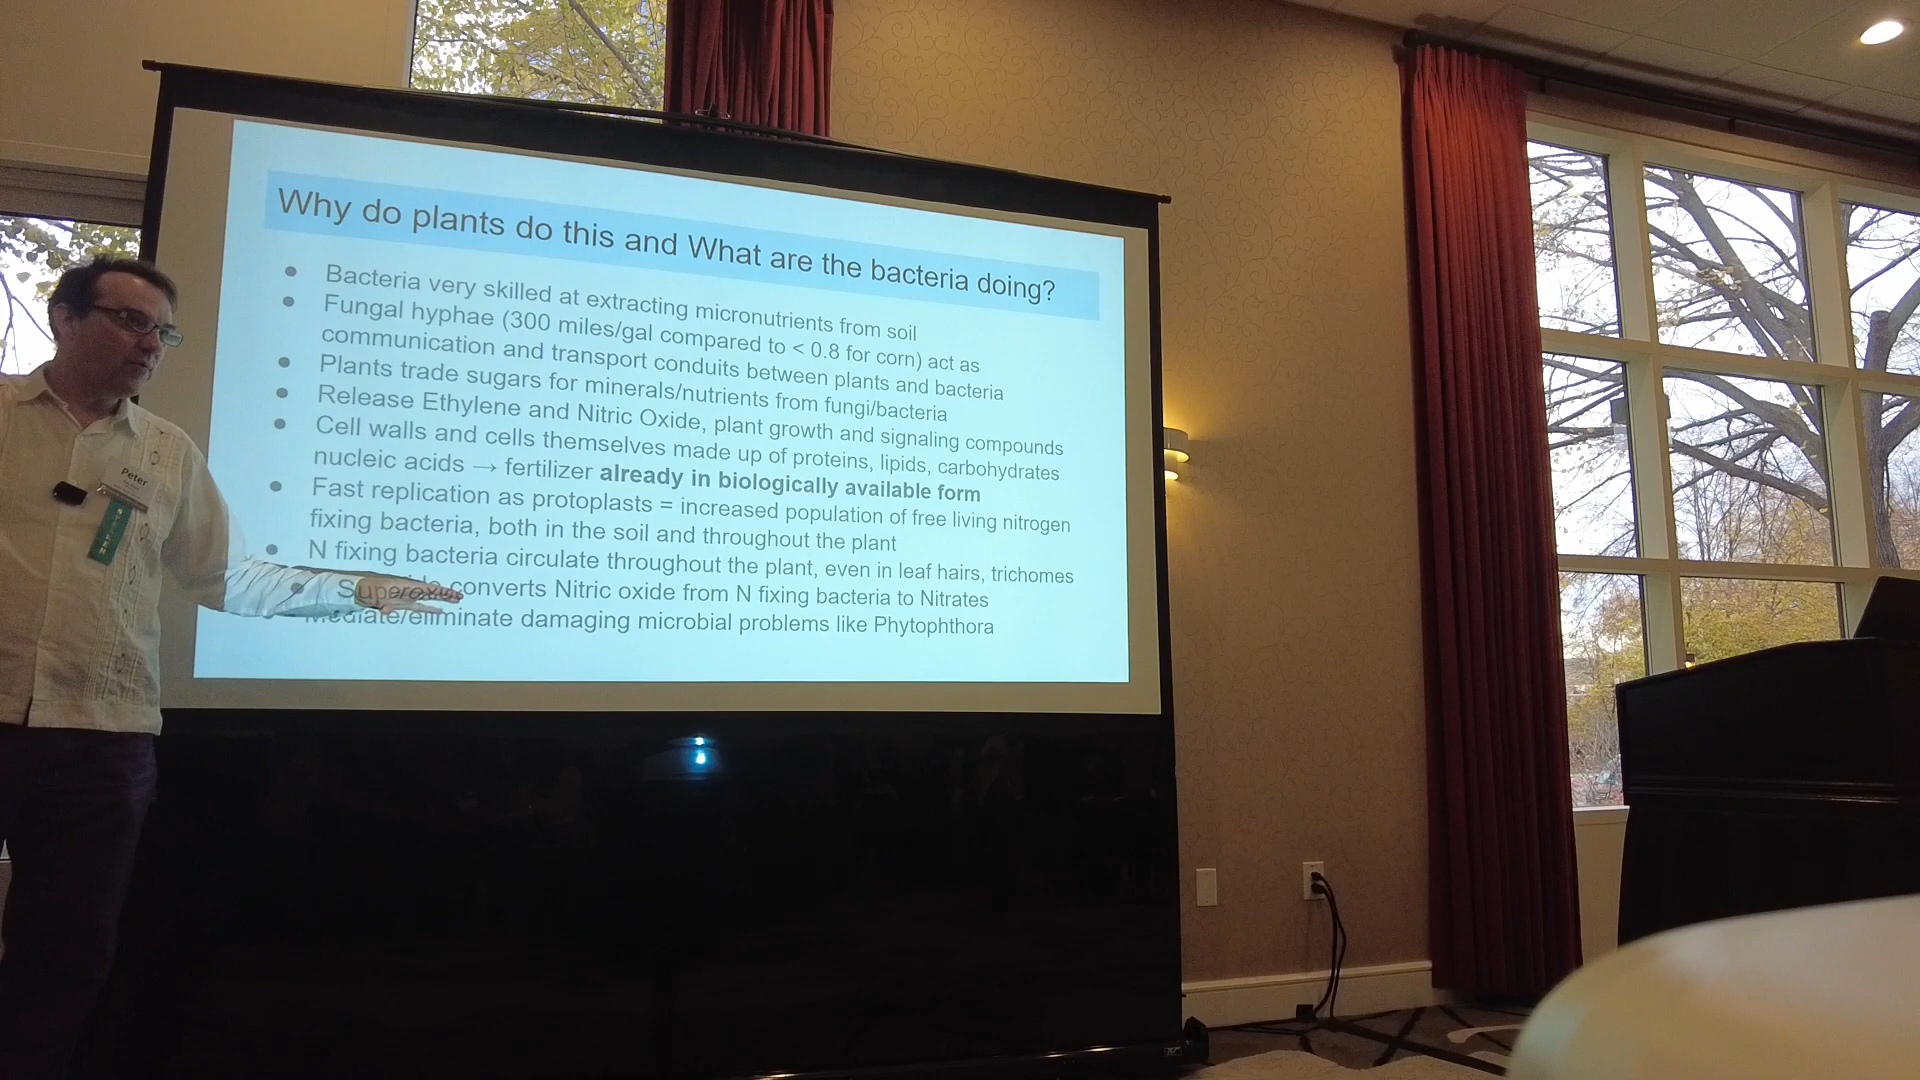 Why do plants do this and What are the bacteria doing?
● Bacteria very skilled at extracting micronutrients from soil
● Fungal hyphae (300 miles/gal compared to < 0.8 for corn) act as
communication and transport conduits between plants and bacteria
● Plants trade sugars for minerals/nutrients from fungi/bacteria
● Release Ethylene and Nitric Oxide, plant growth and signaling compounds
● Cell walls and cells themselves made up of proteins, lipids, carbohydrates
nucleic acids → fertilizer already in biologically available form
● Fast replication as protoplasts = increased population of free living nitrogen
fixing bacteria, both in the soil and throughout the plant
● N fixing bacteria circulate throughout the plant, even in leaf hairs, trichomes
● Superoxide converts Nitric oxide from N fixing bacteria to Nitrates
Mediate/eliminate damaging microbial problems like Phytophthora
Peter
SPEAKER